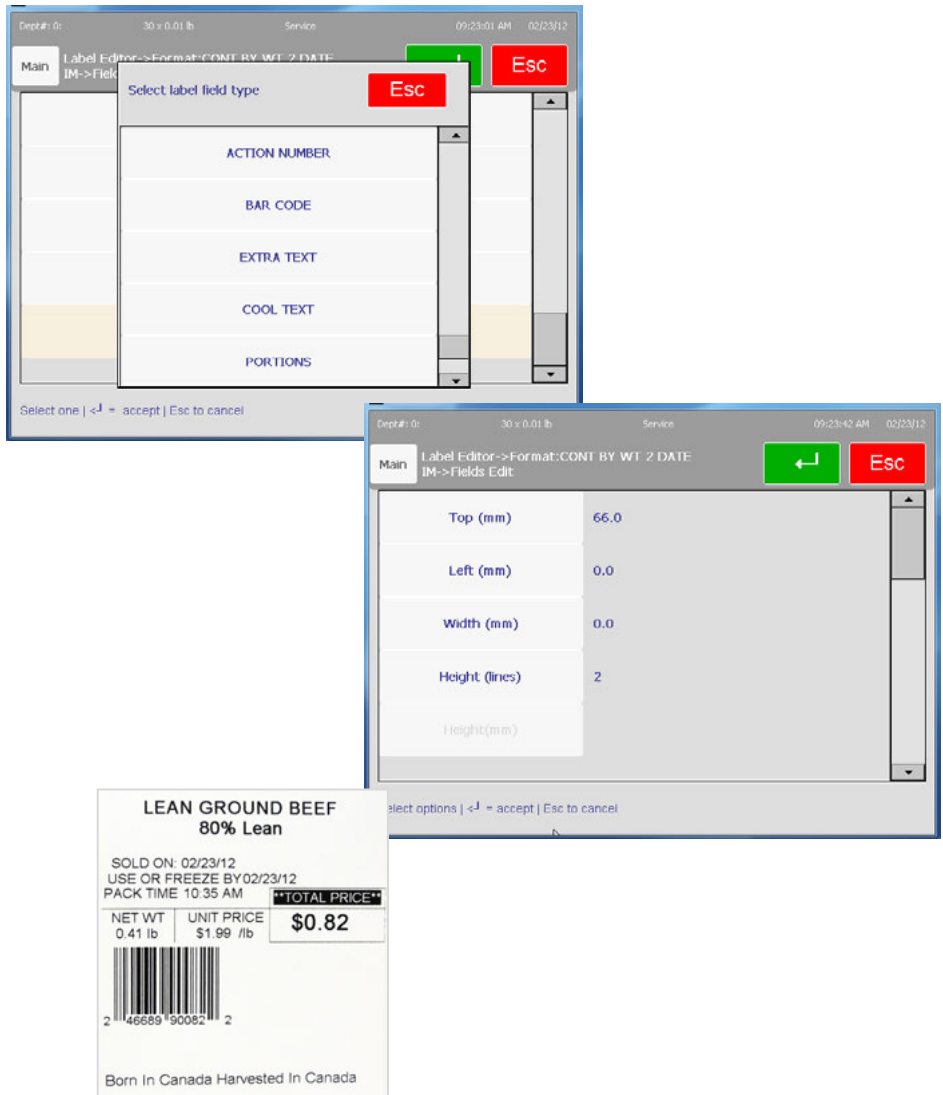 Dept#: 0: 30 x 0.01 lb Service 09:23:01 AM 02/23/12
Main
Label Editor->Format:CONT BY WT 2 DATE
IM->Fiel
Esc
Select label field type
Esc
ACTION NUMBER
BAR CODE
EXTRA TEXT
COOL TEXT
PORTIONS
Select one | <┘ = accept | Esc to cancel
Dept#: 0: 30 x 0.01 lb Service 09:23:42 AM 02/23/12
Main
Label Editor->Format:CONT BY WT 2 DATE
IM->Fields Edit
Esc
Top (mm) 66.0
Left (mm) 0.0
Width (mm) 0.0
Height (lines) 2
Height(mm)
elect options | <┘ = accept | Esc to cancel
LEAN GROUND BEEF
80% Lean
SOLD ON: 02/23/12
USE OR FREEZE BY02/23/12
PACK TIME 10:35 AM
**TOTAL PRICE**
NET WT UNIT PRICE
$0.82
0.41 lb $1.99 /lb
2 46689 90082 2
Born In Canada Harvested In Canada